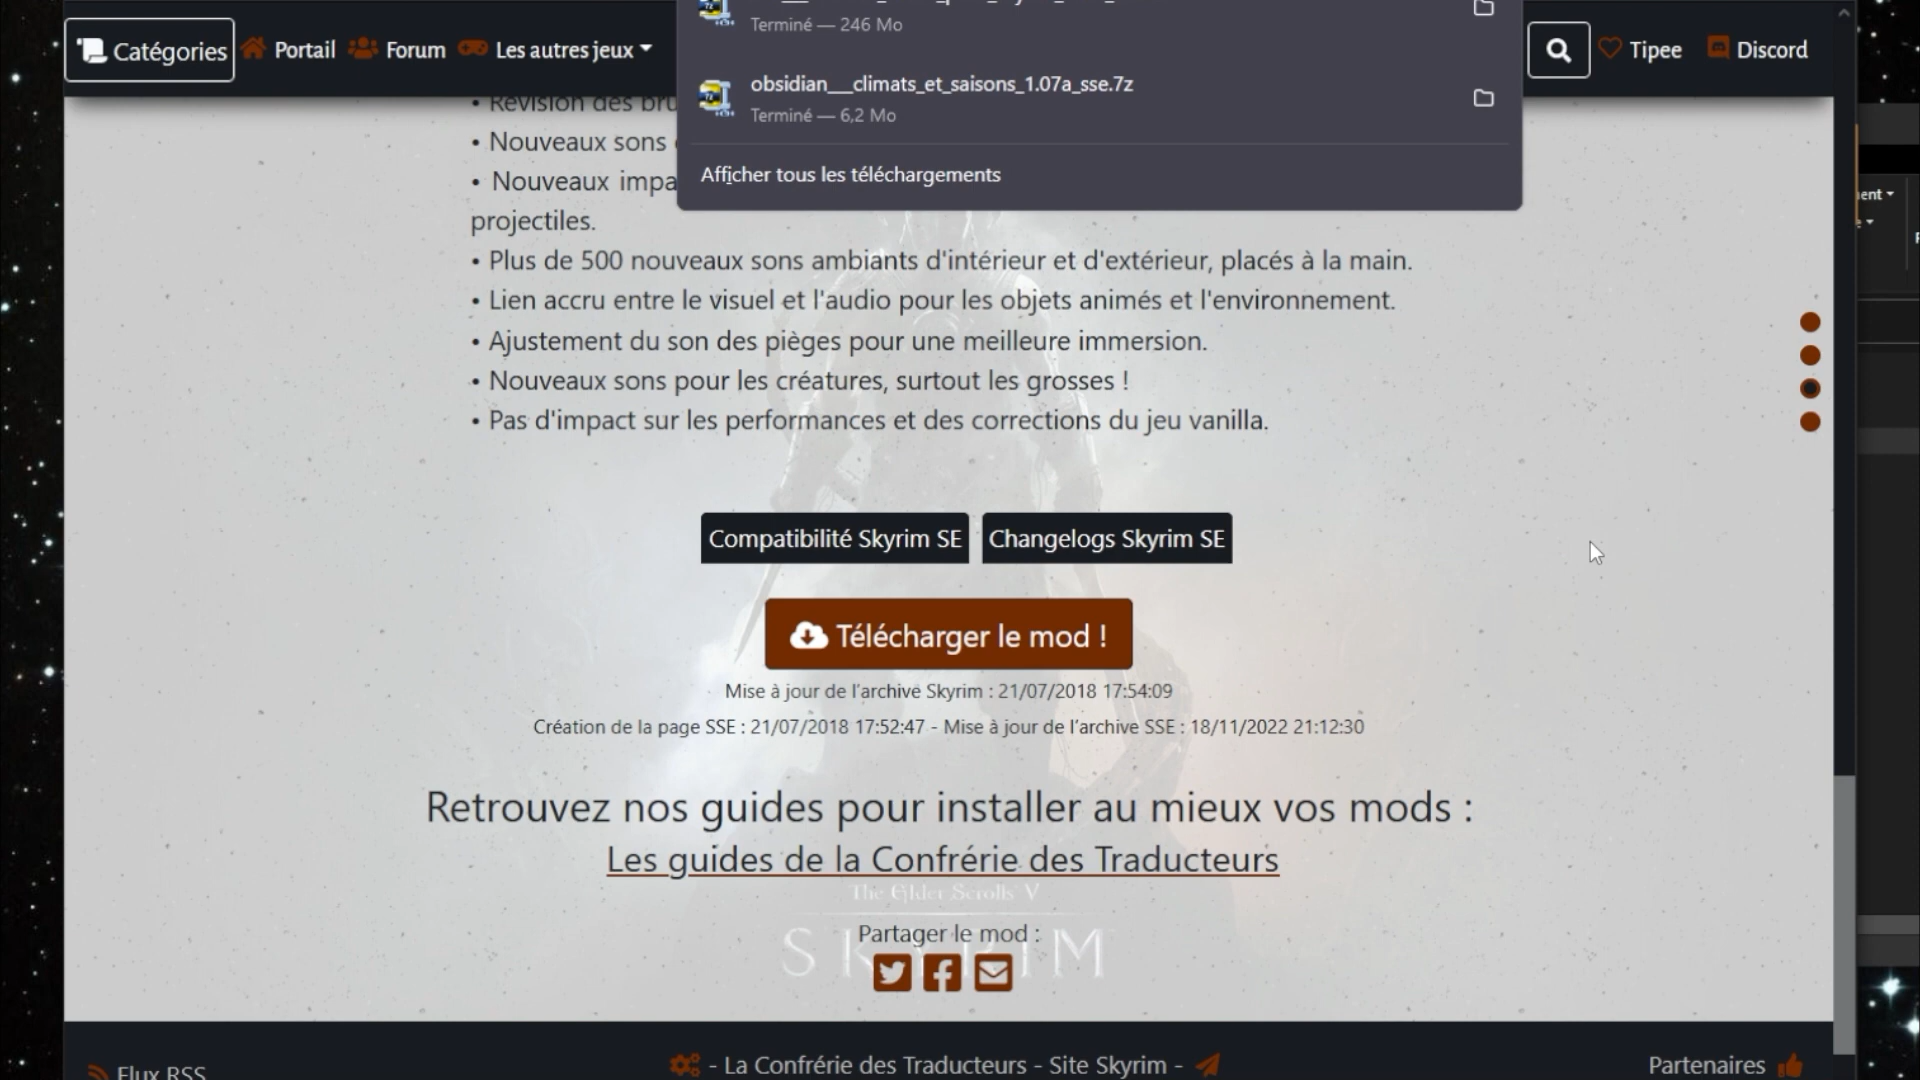 Catégories
Portail
Forum
Les autres jeux
Terminé — 246 Mo
obsidian__climats_et_saisons_1.07a_sse.7z
Terminé — 6,2 Mo
Afficher tous les téléchargements
Tipee
Discord
• Révision des bru
• Nouveaux sons
• Nouveaux impa
projectiles.
• Plus de 500 nouveaux sons ambiants d'intérieur et d'extérieur, placés à la main.
• Lien accru entre le visuel et l'audio pour les objets animés et l'environnement.
• Ajustement du son des pièges pour une meilleure immersion.
• Nouveaux sons pour les créatures, surtout les grosses !
• Pas d'impact sur les performances et des corrections du jeu vanilla.
Compatibilité Skyrim SE
Changelogs Skyrim SE
Télécharger le mod !
Mise à jour de l'archive Skyrim : 21/07/2018 17:54:09
Création de la page SSE : 21/07/2018 17:52:47 - Mise à jour de l'archive SSE : 18/11/2022 21:12:30
Retrouvez nos guides pour installer au mieux vos mods :
Les guides de la Confrérie des Traducteurs
The Elder Scrolls V
SKYRIM
Partager le mod :
Flux RSS
- La Confrérie des Traducteurs - Site Skyrim -
Partenaires